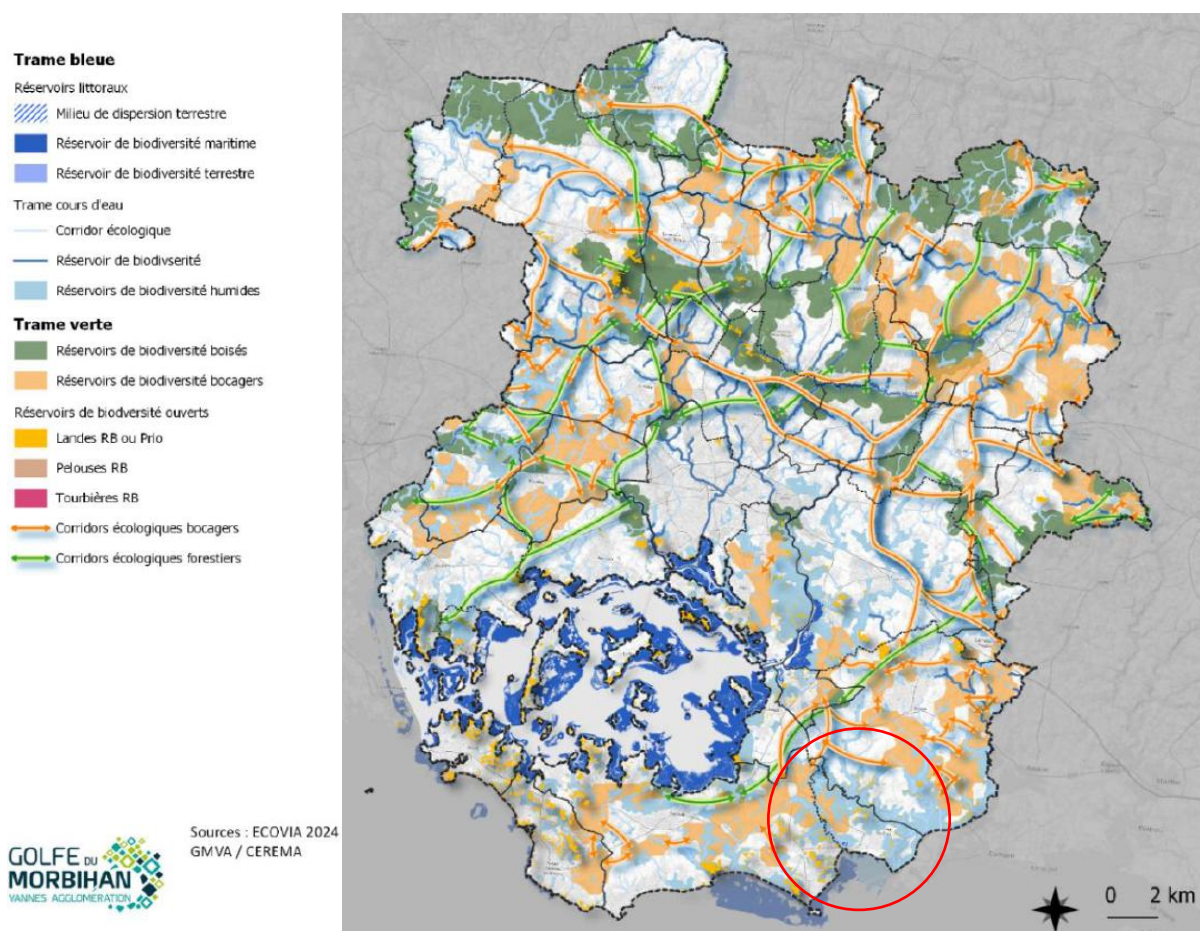 Trame bleue
Réservoirs littoraux
Milieu de dispersion terrestre
Réservoir de biodiversité maritime
Réservoir de biodiversité terrestre
Trame cours d'eau
Corridor écologique
Réservoir de biodivserité
Réservoirs de biodiversité humides
Trame verte
Réservoirs de biodiversité boisés
Réservoirs de biodiversité bocagers
Réservoirs de biodversité ouverts
Landes RB ou Prio
Pelouses RB
Tourbières RB
Corridors écologiques bocagers
Corridors écologiques forestiers
Sources : ECOVIA 2024
GMVA / CEREMA
GOLFE DU
MORBIHAN
VANNES AGGLOMÉRATION
0 2 km